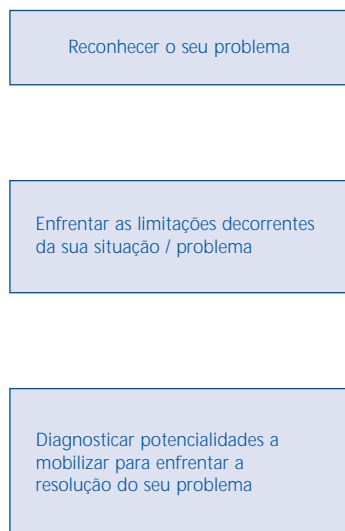 Reconhecer o seu problema
Enfrentar as limitações decorrentes
da sua situação / problema
Diagnosticar potencialidades a
mobilizar para enfrentar a
resolução do seu problema